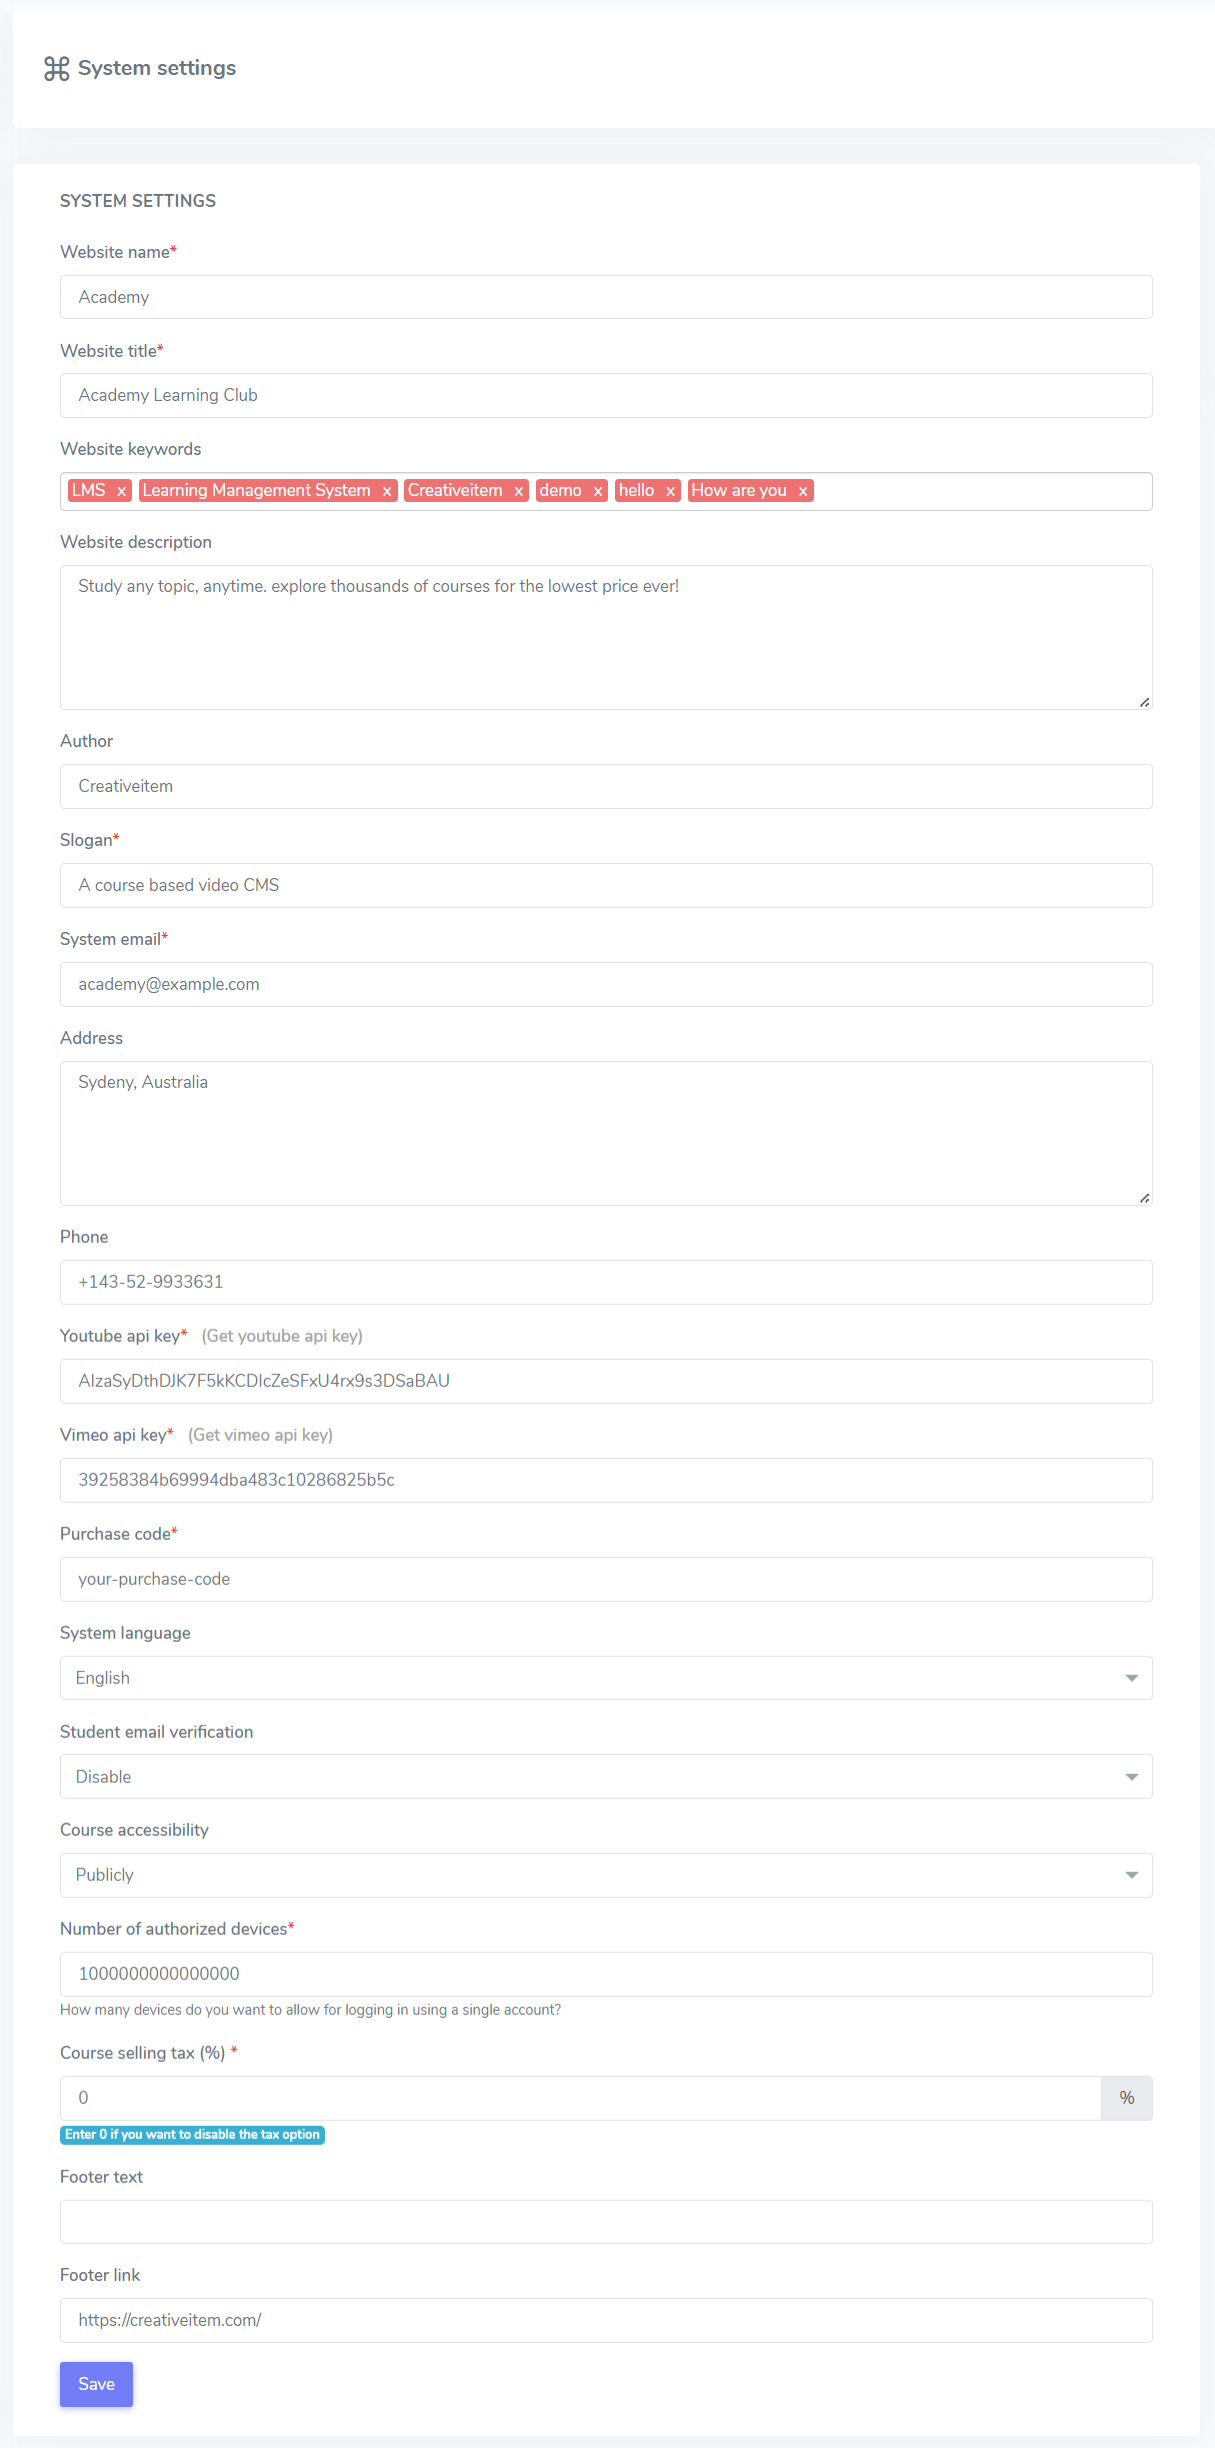 System settings
SYSTEM SETTINGS
Website name*
Academy
Website title*
Academy Learning Club
Website keywords
LMS x Learning Management System x Creativeitem x demo x hello x How are you x
Website description
Study any topic, anytime. explore thousands of courses for the lowest price ever!
Author
Creativeitem
Slogan*
A course based video CMS
System email*
academy@example.com
Address
Sydeny, Australia
Phone
+143-52-9933631
Youtube api key* (Get youtube api key)
AIzaSyDthDJK7F5kKCDIcZeSFxU4rx9s3DSaBAU
Vimeo api key* (Get vimeo api key)
39258384b69994dba483c10286825b5c
Purchase code*
your-purchase-code
System language
English
Student email verification
Disable
Course accessibility
Publicly
Number of authorized devices*
1000000000000000
How many devices do you want to allow for logging in using a single account?
Course selling tax (%) *
0 %
Enter 0 if you want to disable the tax option
Footer text
Footer link
https://creativeitem.com/
Save